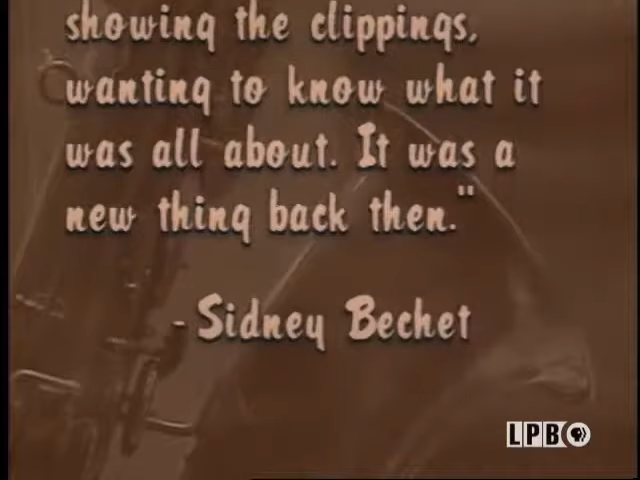 showing the clippings,
wanting to know what it
was all about. It was a
new thing back then."
- Sidney Bechet
LPB